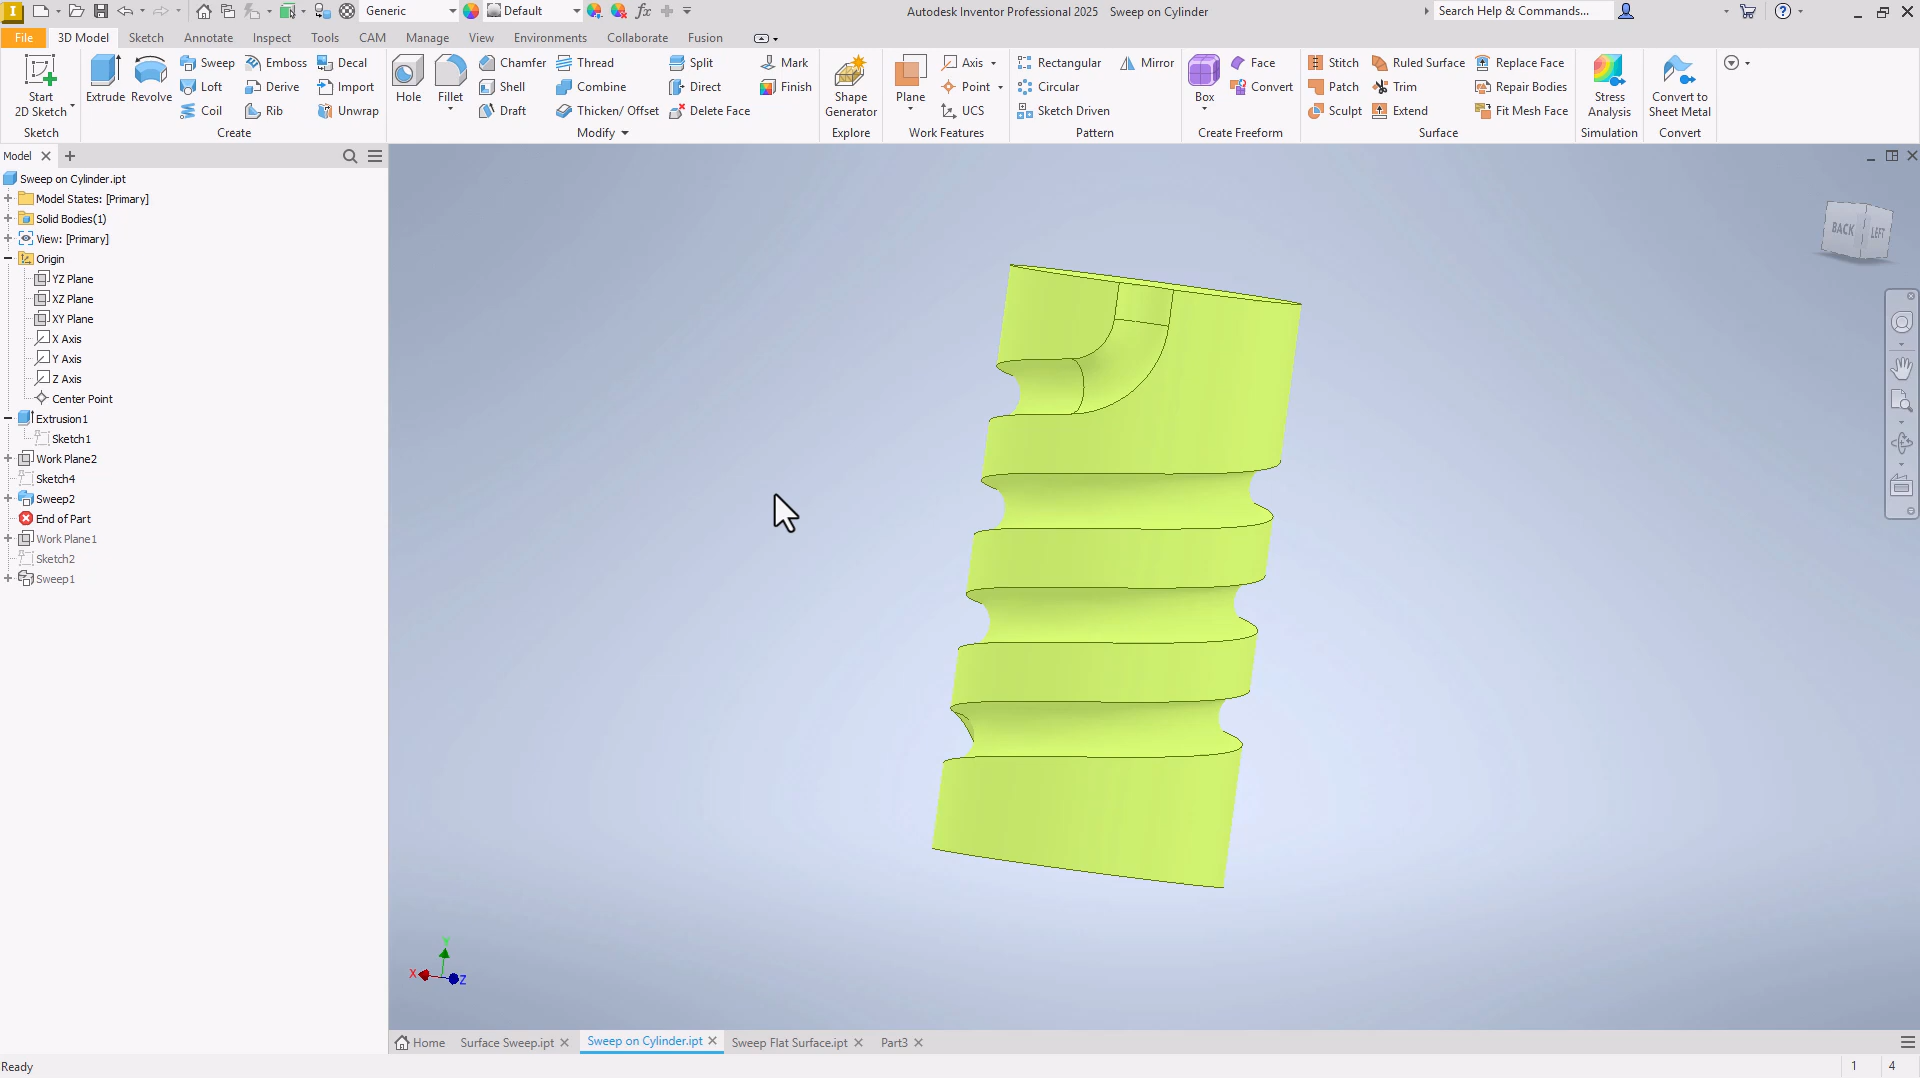 Generic
Default
Autodesk Inventor Professional 2025 Sweep on Cylinder
Search Help & Commands...
File 3D Model Sketch Annotate Inspect Tools CAM Manage View Environments Collaborate Fusion
Start 2D Sketch
Sketch
Extrude
Revolve
Sweep
Loft
Coil
Emboss
Derive
Rib
Decal
Import
Unwrap
Create
Hole
Fillet
Chamfer
Shell
Draft
Thread
Combine
Thicken/ Offset
Split
Direct
Delete Face
Modify
Mark
Finish
Shape Generator
Explore
Plane
Axis
Point
UCS
Work Features
Rectangular
Circular
Sketch Driven
Mirror
Pattern
Box
Face
Convert
Create Freeform
Stitch
Patch
Sculpt
Ruled Surface
Trim
Extend
Replace Face
Repair Bodies
Fit Mesh Face
Surface
Stress Analysis
Simulation
Convert to Sheet Metal
Convert
Model
Sweep on Cylinder.ipt
Model States: [Primary]
Solid Bodies(1)
View: [Primary]
Origin
YZ Plane
XZ Plane
XY Plane
X Axis
Y Axis
Z Axis
Center Point
Extrusion1
Sketch1
Work Plane2
Sketch4
Sweep2
End of Part
Work Plane1
Sketch2
Sweep1
BACK LEFT
Y
X
Z
Home Surface Sweep.ipt Sweep on Cylinder.ipt Sweep Flat Surface.ipt Part3
Ready 1 4